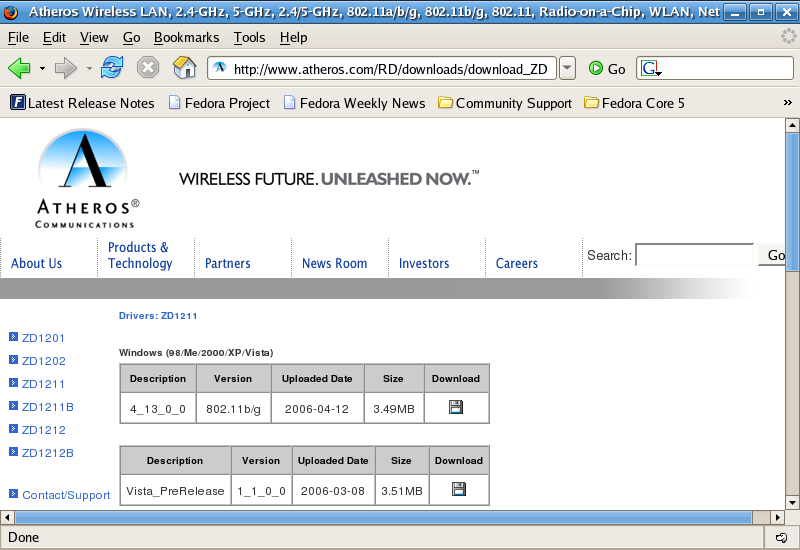 Atheros Wireless LAN, 2.4-GHz, 5-GHz, 2.4/5-GHz, 802.11a/b/g, 802.11b/g, 802.11, Radio-on-a-Chip, WLAN, Net
File Edit View Go Bookmarks Tools Help
http://www.atheros.com/RD/downloads/download_ZD Go G
Latest Release Notes Fedora Project Fedora Weekly News Community Support Fedora Core 5 »
A
ATHEROS®
COMMUNICATIONS
WIRELESS FUTURE. UNLEASHED NOW.™
About Us Products & Technology Partners News Room Investors Careers Search: Go
Drivers: ZD1211
ZD1201
ZD1202
ZD1211
ZD1211B
ZD1212
ZD1212B
Contact/Support
Windows (98/Me/2000/XP/Vista)
Description Version Uploaded Date Size Download
4_13_0_0 802.11b/g 2006-04-12 3.49MB
Description Version Uploaded Date Size Download
Vista_PreRelease 1_1_0_0 2006-03-08 3.51MB
Done